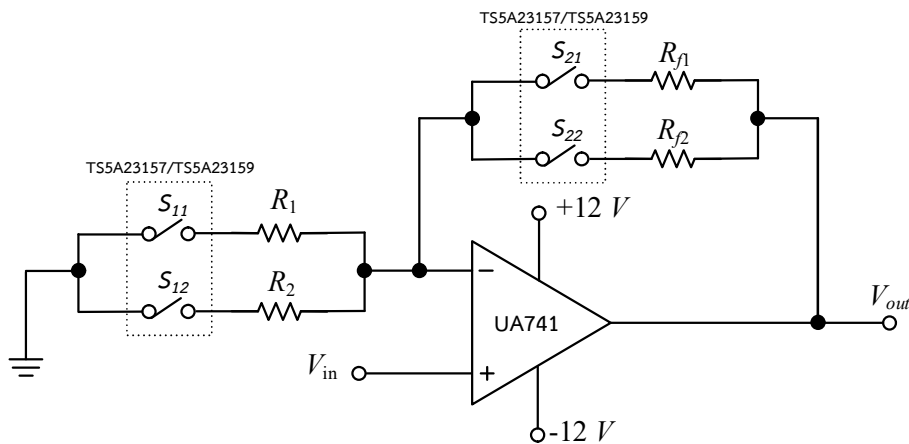 TS5A23157/TS5A23159
S21
Rf1
S22
Rf2
TS5A23157/TS5A23159
S11
R1
S12
R2
+12 V
−
UA741
Vout
Vin
+
-12 V